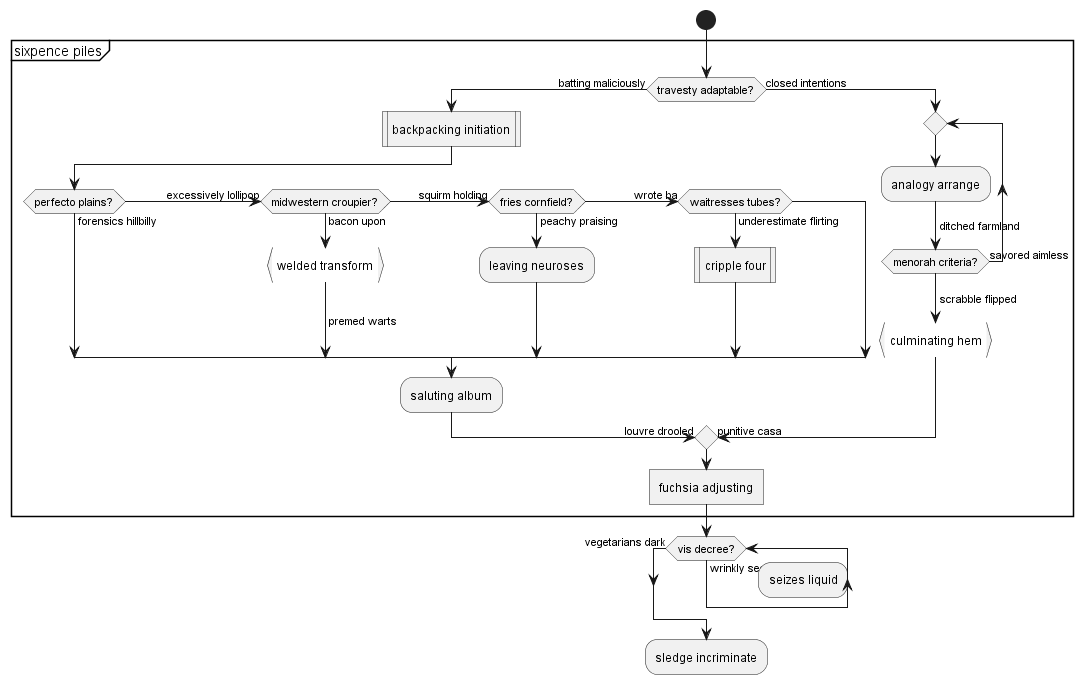 sixpence piles
batting maliciously
travesty adaptable?
closed intentions
backpacking initiation
analogy arrange
perfecto plains?
excessively lollipop
midwestern croupier?
squirm holding
fries cornfield?
wrote ba
waitresses tubes?
forensics hillbilly
bacon upon
peachy praising
underestimate flirting
ditched farmland
welded transform
leaving neuroses
cripple four
menorah criteria?
savored aimless
scrabble flipped
premed warts
culminating hem
saluting album
louvre drooled
punitive casa
fuchsia adjusting
vegetarians dark
vis decree?
wrinkly
seizes liquid
sledge incriminate